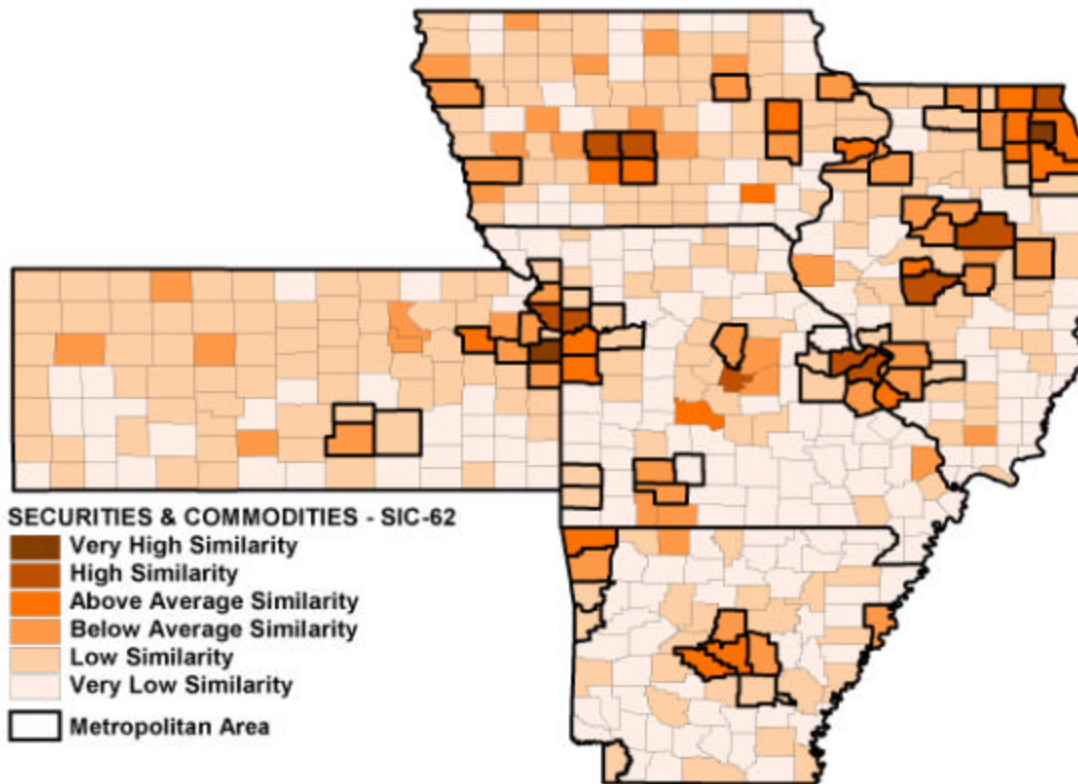 SECURITIES & COMMODITIES - SIC-62
Very High Similarity
High Similarity
Above Average Similarity
Below Average Similarity
Low Similarity
Very Low Similarity
Metropolitan Area